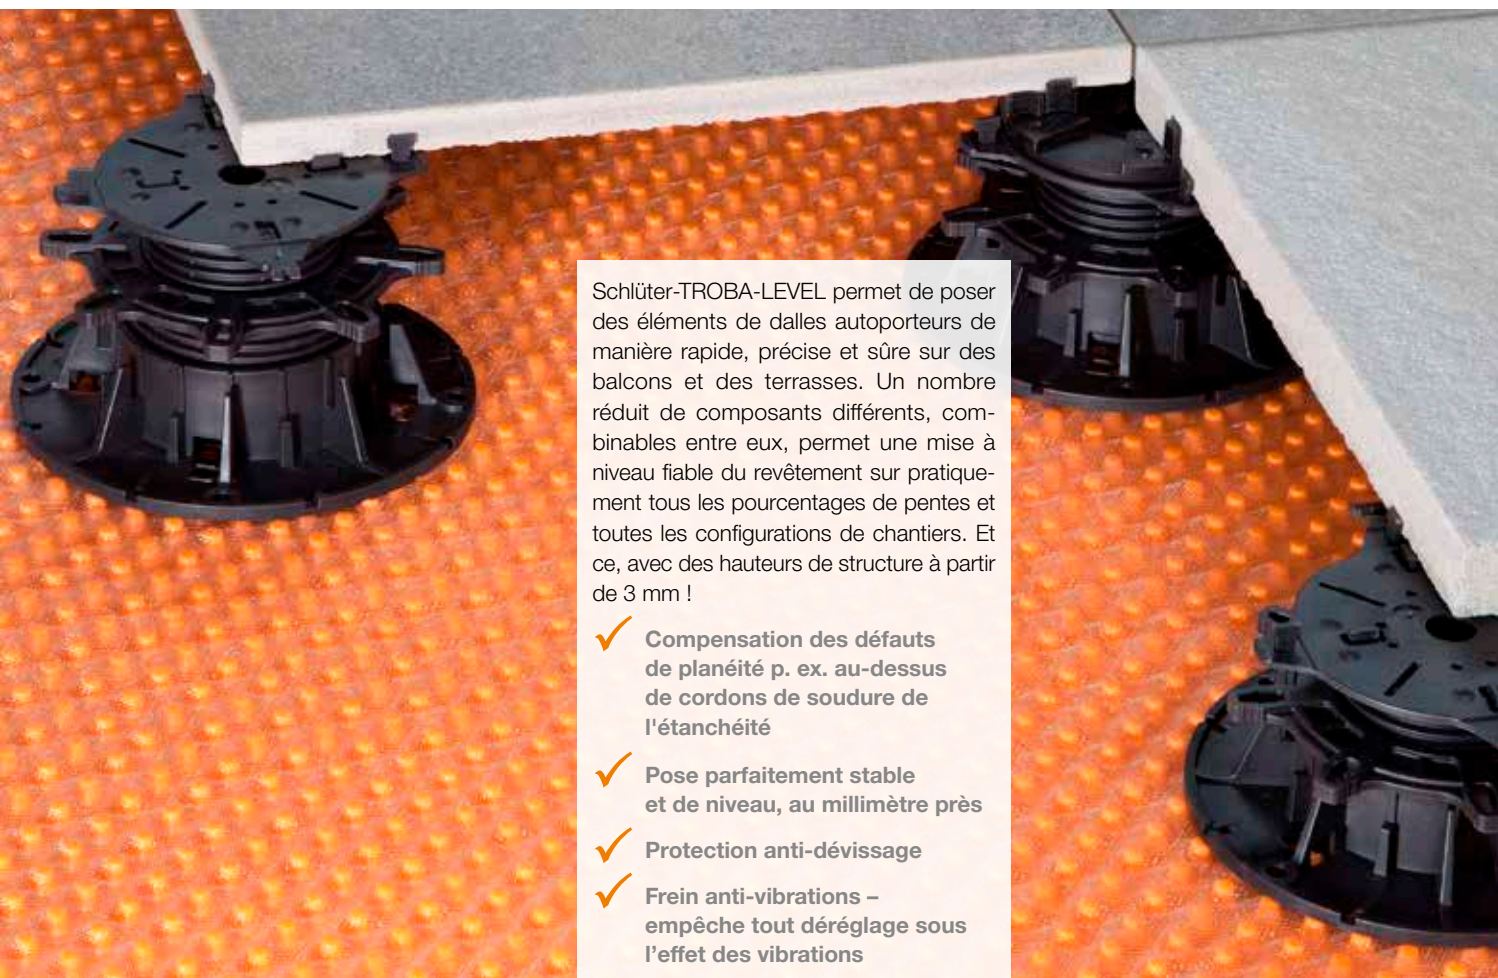 Schlüter-TROBA-LEVEL permet de poser
des éléments de dalles autoporteurs de
manière rapide, précise et sûre sur des
balcons et des terrasses. Un nombre
réduit de composants différents, com-
binables entre eux, permet une mise à
niveau fiable du revêtement sur pratique-
ment tous les pourcentages de pentes et
toutes les configurations de chantiers. Et
ce, avec des hauteurs de structure à partir
de 3 mm !
Compensation des défauts
de planéité p. ex. au-dessus
de cordons de soudure de
l'étanchéité
Pose parfaitement stable
et de niveau, au millimètre près
Protection anti-dévissage
Frein anti-vibrations –
empêche tout déréglage sous
l’effet des vibrations